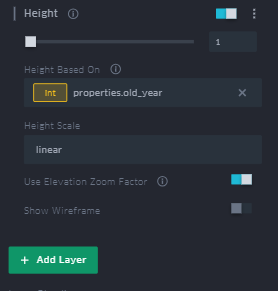 Height
1
Height Based On
Int properties.old_year
Height Scale
linear
Use Elevation Zoom Factor
Show Wireframe
+ Add Layer